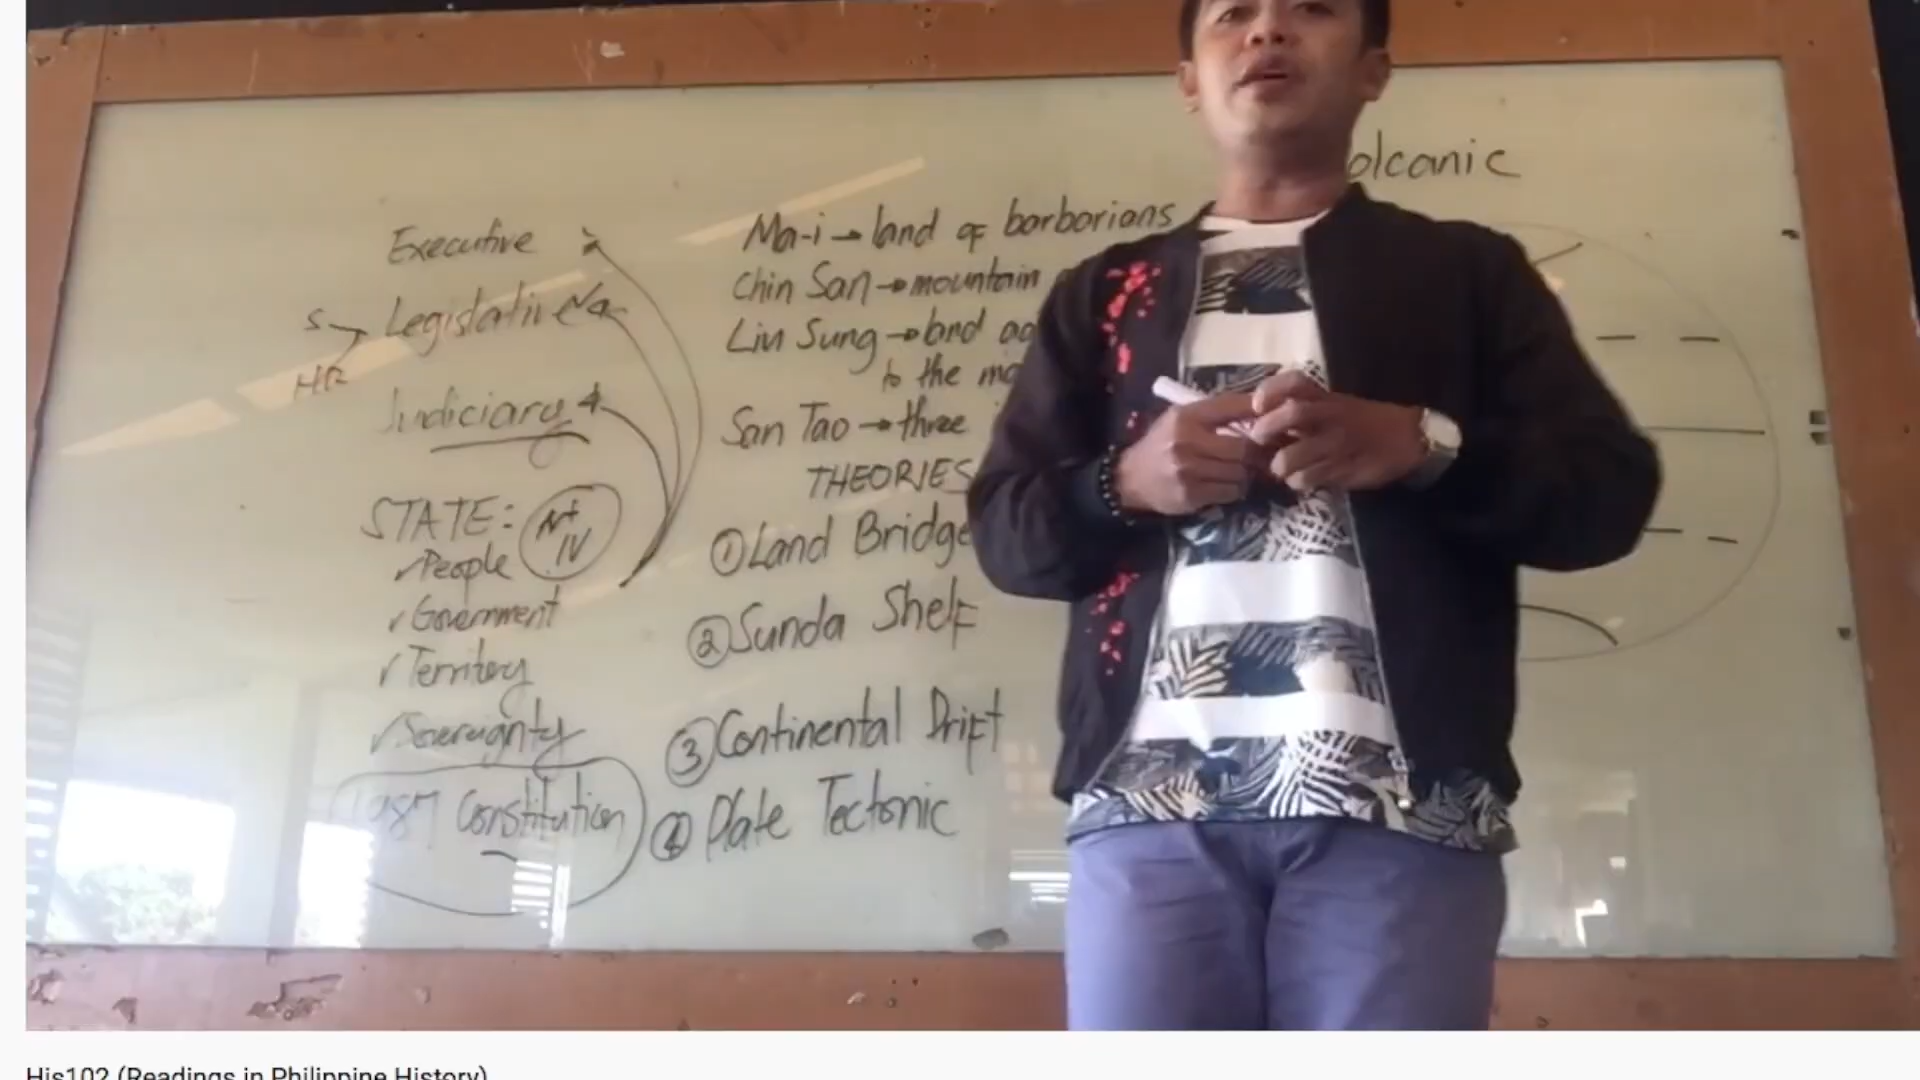 Executive
S Legislative
HR
Judiciary
STATE:
People
Government
Territory
Sovereignty
1987 Constitution
Ma-i → land of barbarians
Chin San → mountain
Liu Sung → land
to the
San Tao → three
THEORIES
① Land Bridge
② Sunda Shelf
③ Continental Drift
④ Plate Tectonic
olcanic
His102 (Readings in Philippine History)